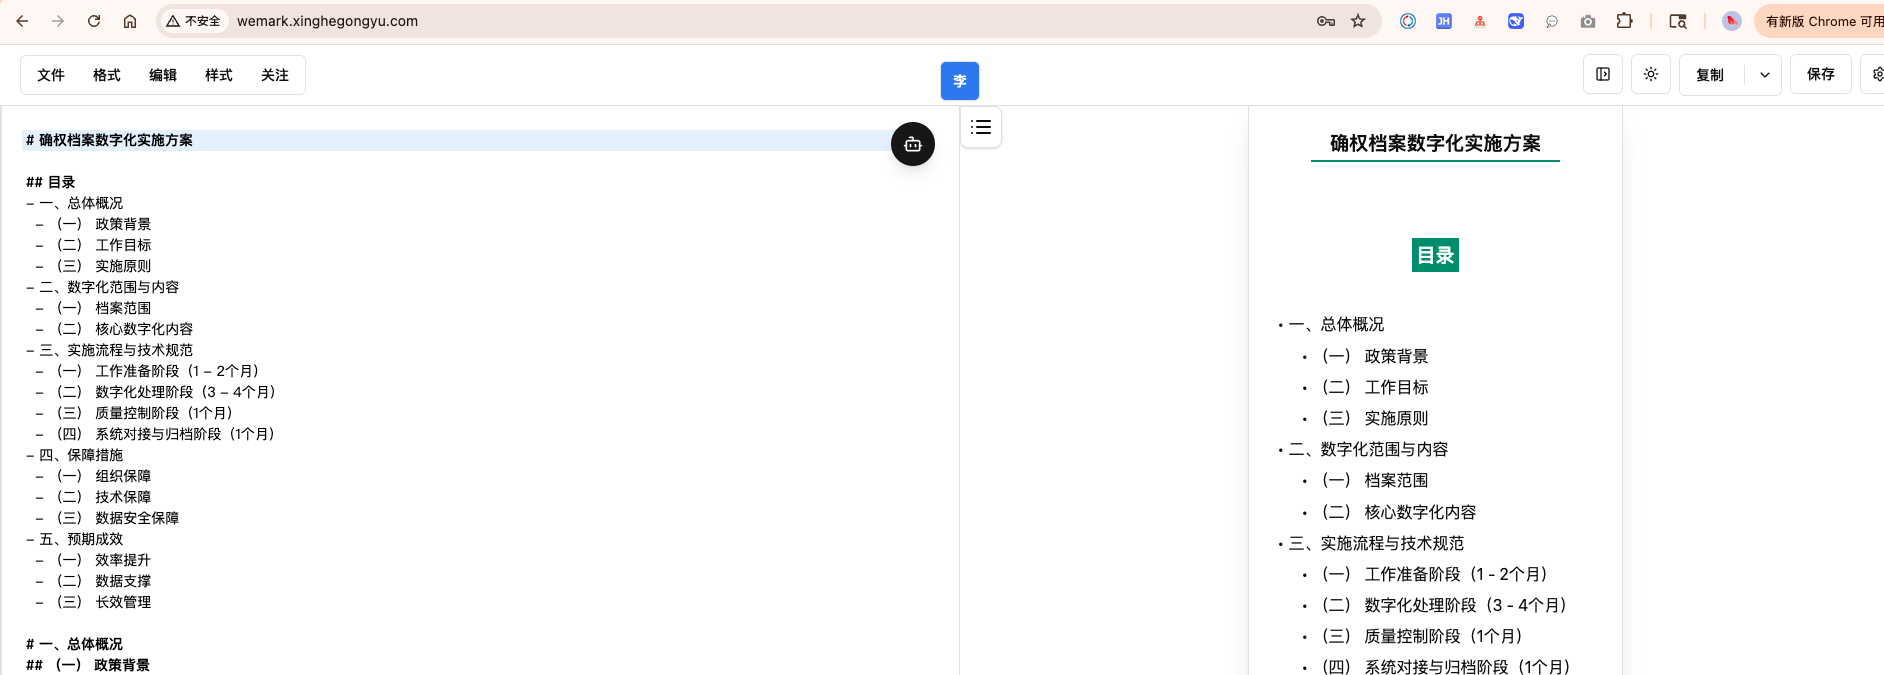 不安全 wemark.xinghegongyu.com
JH
有新版 Chrome 可用
文件 格式 编辑 样式 关注
李
复制 保存
# 确权档案数字化实施方案
## 目录
- 一、总体概况
- （一） 政策背景
- （二） 工作目标
- （三） 实施原则
- 二、数字化范围与内容
- （一） 档案范围
- （二） 核心数字化内容
- 三、实施流程与技术规范
- （一） 工作准备阶段（1 - 2个月）
- （二） 数字化处理阶段（3 - 4个月）
- （三） 质量控制阶段（1个月）
- （四） 系统对接与归档阶段（1个月）
- 四、保障措施
- （一） 组织保障
- （二） 技术保障
- （三） 数据安全保障
- 五、预期成效
- （一） 效率提升
- （二） 数据支撑
- （三） 长效管理
# 一、总体概况
## （一） 政策背景
确权档案数字化实施方案
目录
• 一、总体概况
• （一） 政策背景
• （二） 工作目标
• （三） 实施原则
• 二、数字化范围与内容
• （一） 档案范围
• （二） 核心数字化内容
• 三、实施流程与技术规范
• （一） 工作准备阶段（1 - 2个月）
• （二） 数字化处理阶段（3 - 4个月）
• （三） 质量控制阶段（1个月）
• （四） 系统对接与归档阶段（1个月）